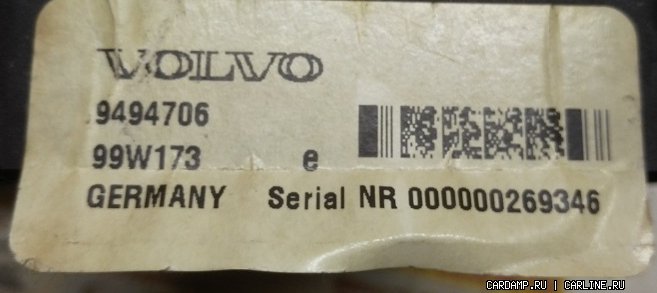 VOLVO
9494706
99W173 e
GERMANY Serial NR 000000269346
CARDAMP.RU | CARLINE.RU